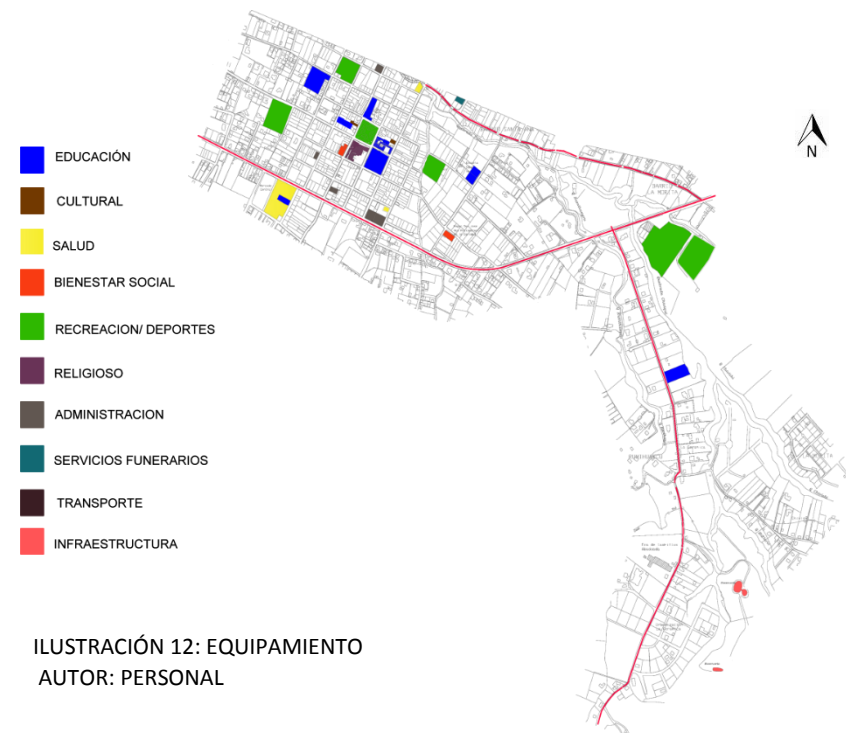 EDUCACIÓN
CULTURAL
SALUD
BIENESTAR SOCIAL
RECREACION/ DEPORTES
RELIGIOSO
ADMINISTRACION
SERVICIOS FUNERARIOS
TRANSPORTE
INFRAESTRUCTURA
N
ILUSTRACIÓN 12: EQUIPAMIENTO
AUTOR: PERSONAL